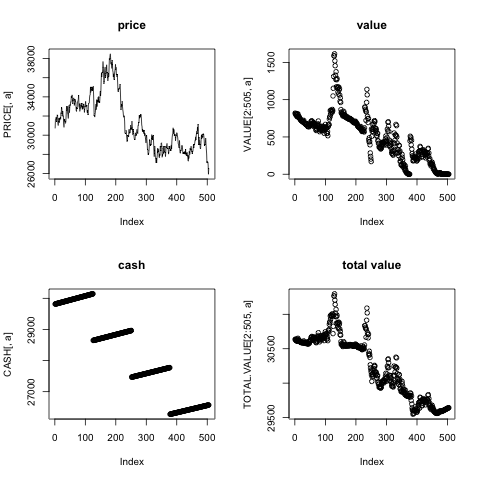 price
PRICE[, a]
26000 30000 34000 38000
0 100 200 300 400 500
Index
value
VALUE[2:505, a]
0 500 1000 1500
0 100 200 300 400 500
Index
cash
CASH[, a]
27000 29000
0 100 200 300 400 500
Index
total value
TOTAL.VALUE[2:505, a]
29500 30500
0 100 200 300 400 500
Index